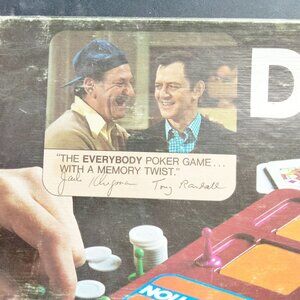 D
"THE EVERYBODY POKER GAME...
WITH A MEMORY TWIST."
Jack Klugman Tony Randall